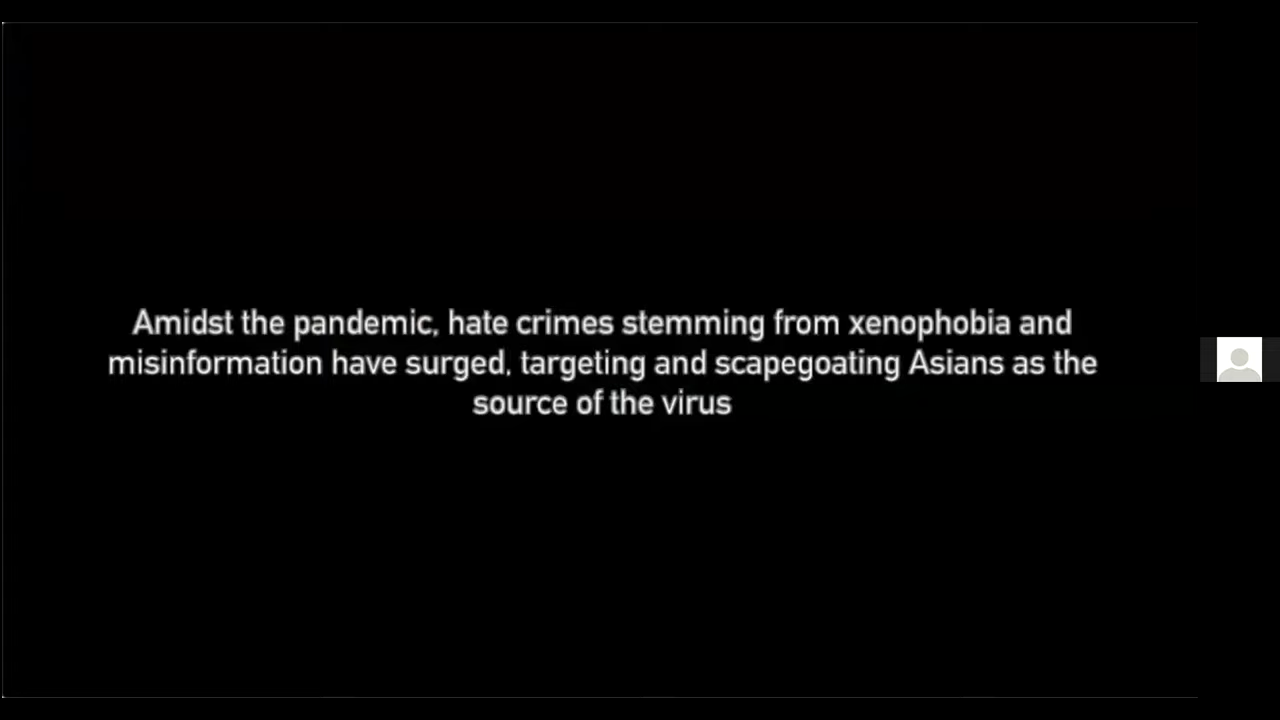 Amidst the pandemic, hate crimes stemming from xenophobia and
misinformation have surged, targeting and scapegoating Asians as the
source of the virus